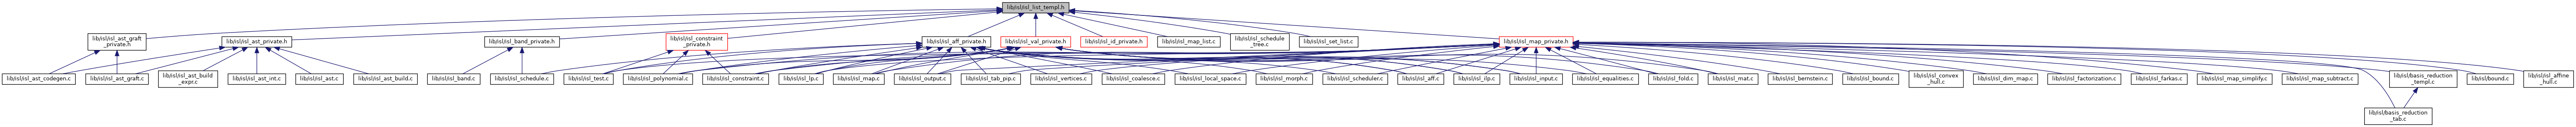 lib/isl/isl_list_templ.h
lib/isl/isl_ast_graft
_private.h
lib/isl/isl_ast_private.h
lib/isl/isl_band_private.h
lib/isl/isl_constraint
_private.h
lib/isl/isl_aff_private.h
lib/isl/isl_val_private.h
lib/isl/isl_id_private.h
lib/isl/isl_map_list.c
lib/isl/isl_schedule
_tree.c
lib/isl/isl_set_list.c
lib/isl/isl_map_private.h
lib/isl/isl_ast_codegen.c
lib/isl/isl_ast_graft.c
lib/isl/isl_ast_build
_expr.c
lib/isl/isl_ast_int.c
lib/isl/isl_ast.c
lib/isl/isl_ast_build.c
lib/isl/isl_band.c
lib/isl/isl_schedule.c
lib/isl/isl_test.c
lib/isl/isl_polynomial.c
lib/isl/isl_constraint.c
lib/isl/isl_lp.c
lib/isl/isl_map.c
lib/isl/isl_output.c
lib/isl/isl_tab_pip.c
lib/isl/isl_vertices.c
lib/isl/isl_coalesce.c
lib/isl/isl_local_space.c
lib/isl/isl_morph.c
lib/isl/isl_scheduler.c
lib/isl/isl_aff.c
lib/isl/isl_ilp.c
lib/isl/isl_input.c
lib/isl/isl_equalities.c
lib/isl/isl_fold.c
lib/isl/isl_mat.c
lib/isl/isl_bernstein.c
lib/isl/isl_bound.c
lib/isl/isl_convex
_hull.c
lib/isl/isl_dim_map.c
lib/isl/isl_factorization.c
lib/isl/isl_farkas.c
lib/isl/isl_map_simplify.c
lib/isl/isl_map_subtract.c
lib/isl/basis_reduction
_templ.c
lib/isl/bound.c
lib/isl/isl_affine
_hull.c
lib/isl/basis_reduction
_tab.c